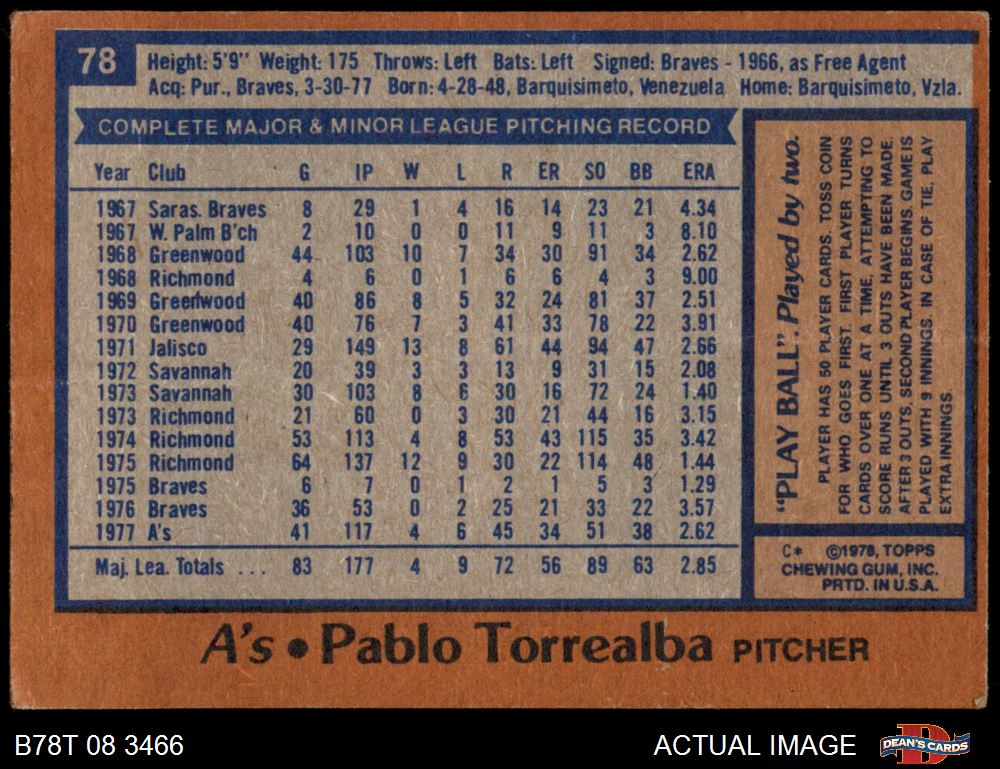 78
Height: 5'9" Weight: 175 Throws: Left Bats: Left Signed: Braves - 1966, as Free Agent
Acq: Pur., Braves, 3-30-77 Born: 4-28-48, Barquisimeto, Venezuela Home: Barquisimeto, Vzla.
COMPLETE MAJOR & MINOR LEAGUE PITCHING RECORD
Year Club G IP W L R ER SO BB ERA
1967 Saras. Braves 8 29 1 4 16 14 23 21 4.34
1967 W. Palm B'ch 2 10 0 0 11 9 11 3 8.10
1968 Greenwood 44 103 10 7 34 30 91 34 2.62
1968 Richmond 4 6 0 1 6 6 4 3 9.00
1969 Greenwood 40 86 8 5 32 24 81 37 2.51
1970 Greenwood 40 76 7 3 41 33 78 22 3.91
1971 Jalisco 29 149 13 8 61 44 94 47 2.66
1972 Savannah 20 39 3 3 13 9 31 15 2.08
1973 Savannah 30 103 8 6 30 16 72 24 1.40
1973 Richmond 21 60 0 3 30 21 44 16 3.15
1974 Richmond 53 113 4 8 53 43 115 35 3.42
1975 Richmond 64 137 12 9 30 22 114 48 1.44
1975 Braves 6 7 0 1 2 1 5 3 1.29
1976 Braves 36 53 0 2 25 21 33 22 3.57
1977 A's 41 117 4 6 45 34 51 38 2.62
Maj. Lea. Totals ... 83 177 4 9 72 56 89 63 2.85
"PLAY BALL". Played by two.
PLAYER HAS 50 PLAYER CARDS. TOSS COIN
FOR WHO GOES FIRST. FIRST PLAYER TURNS
CARDS OVER ONE AT A TIME, ATTEMPTING TO
SCORE RUNS UNTIL 3 OUTS HAVE BEEN MADE.
AFTER 3 OUTS, SECOND PLAYER BEGINS. GAME IS
PLAYED WITH 9 INNINGS. IN CASE OF TIE, PLAY
EXTRA INNINGS.
C* ©1978, TOPPS
CHEWING GUM, INC.
PRTD. IN U.S.A.
A's • Pablo Torrealba PITCHER
B78T 08 3466
ACTUAL IMAGE
DEAN'S CARDS